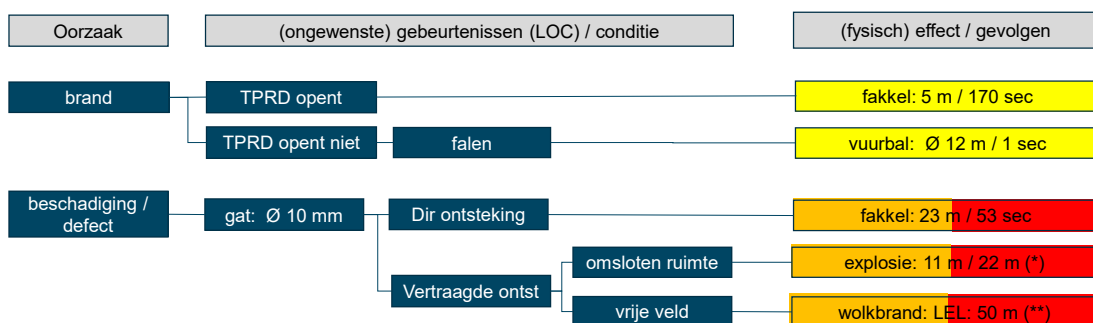 Oorzaak
(ongewenste) gebeurtenissen (LOC) / conditie
(fysisch) effect / gevolgen
brand
TPRD opent
fakkel: 5 m / 170 sec
TPRD opent niet
falen
vuurbal: Ø 12 m / 1 sec
beschadiging /
defect
gat: Ø 10 mm
Dir ontsteking
fakkel: 23 m / 53 sec
Vertraagde ontst
omsloten ruimte
explosie: 11 m / 22 m (*)
vrije veld
wolkbrand: LEL: 50 m (**)